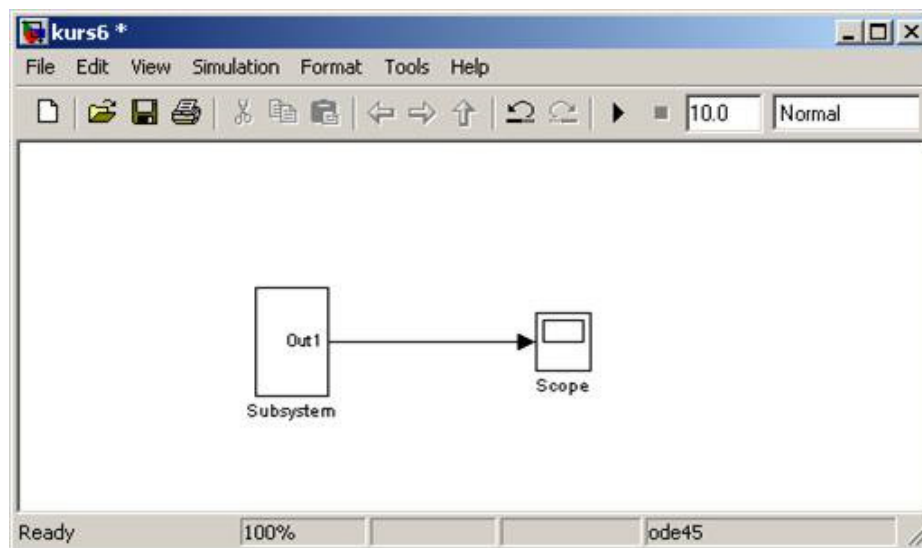 kurs6 *
File Edit View Simulation Format Tools Help
10.0 Normal
Out1
Subsystem
Scope
Ready 100% ode45